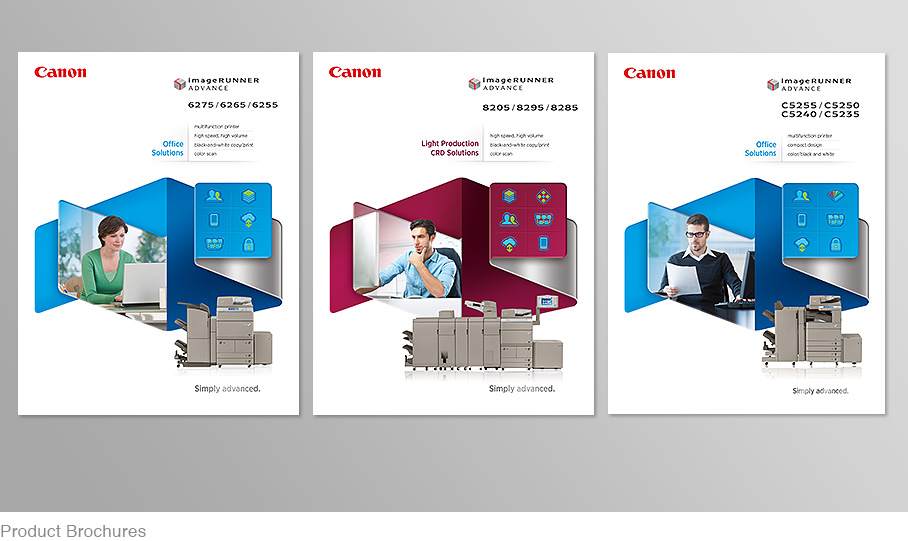 Canon
imageRUNNER
ADVANCE
6275 / 6265 / 6255
Office
Solutions
multifunction printer
high speed, high volume
black-and-white copy/print
color scan
Simply advanced.
Canon
imageRUNNER
ADVANCE
8205 / 8295 / 8285
Light Production
CRD Solutions
high speed, high volume
black-and-white copy/print
color scan
Simply advanced.
Canon
imageRUNNER
ADVANCE
C5255 / C5250
C5240 / C5235
Office
Solutions
multifunction printer
compact design
color/black and white
Simply advanced.
Product Brochures